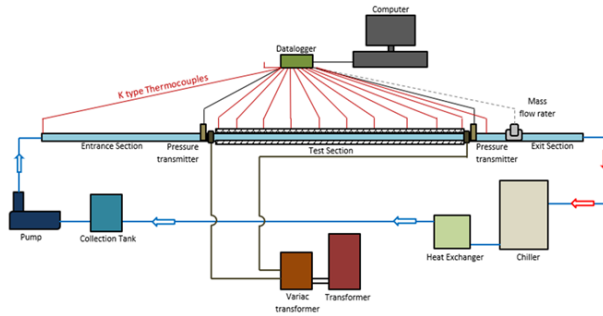 Computer
Datalogger
K type Thermocouples
Mass
flow rater
Entrance Section
Pressure
transmitter
Test Section
Pressure
transmitter
Exit Section
Pump
Collection Tank
Heat Exchanger
Chiller
Variac
transformer
Transformer